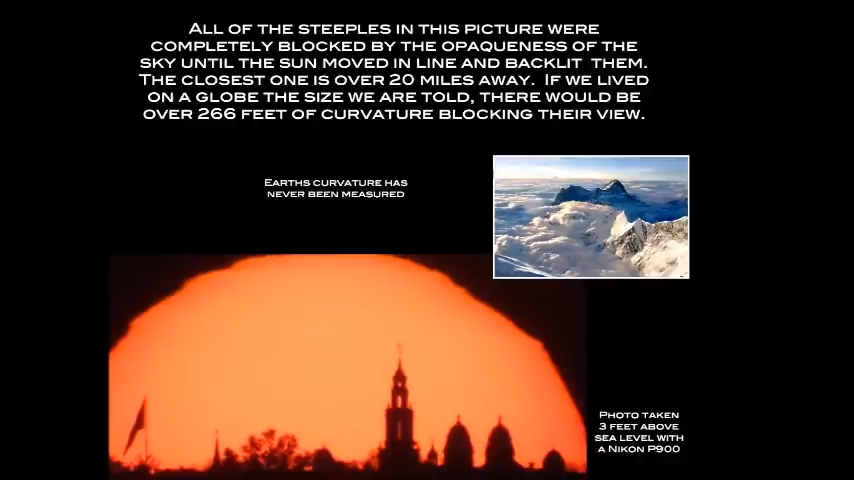 All of the steeples in this picture were
completely blocked by the opaqueness of the
sky until the sun moved in line and backlit them.
The closest one is over 20 miles away. If we lived
on a globe the size we are told, there would be
over 266 feet of curvature blocking their view.
Earths curvature has
never been measured
Photo taken
3 feet above
sea level with
a Nikon P900